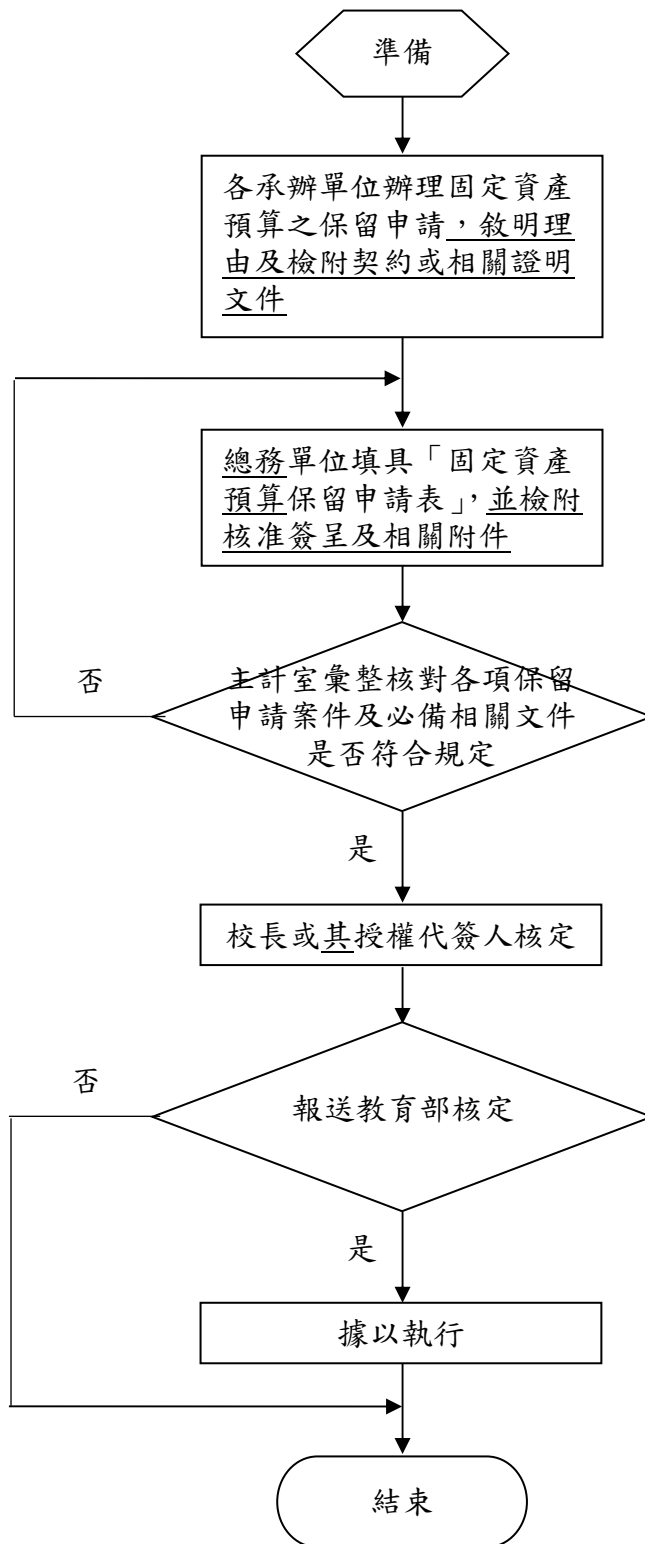 準備
各承辦單位辦理固定資產
預算之保留申請，敘明理
由及檢附契約或相關證明
文件
總務單位填具「固定資產
預算保留申請表」，並檢附
核准簽呈及相關附件
否
主計室彙整核對各項保留
申請案件及必備相關文件
是否符合規定
是
校長或其授權代簽人核定
否
報送教育部核定
是
據以執行
結束